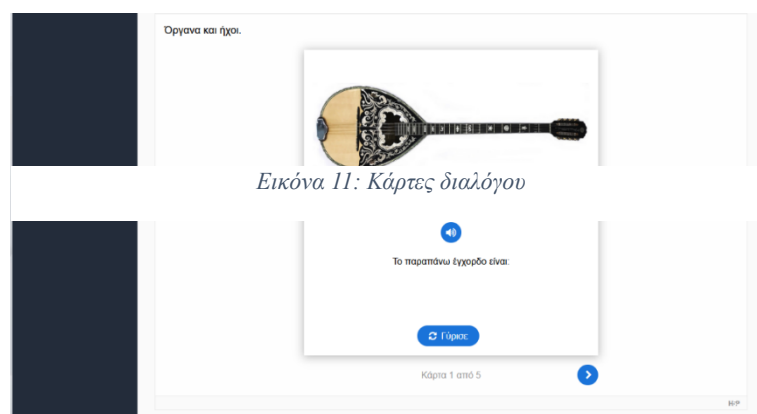 Όργανα και ήχοι.
Εικόνα 11: Κάρτες διαλόγου
Το παραπάνω έγχορδο είναι:
Γύρισε
Κάρτα 1 από 5
H-P